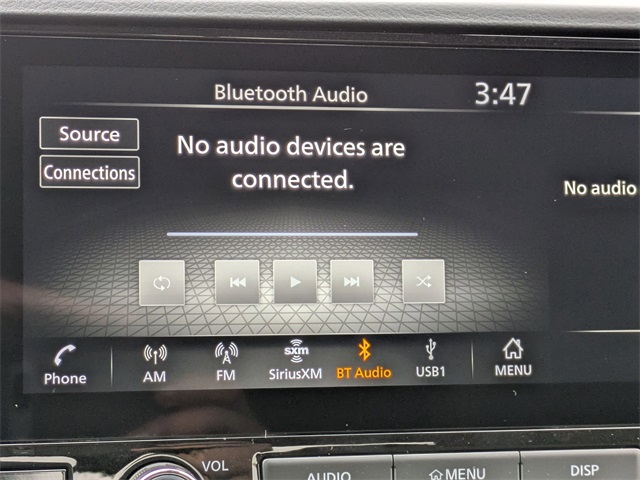 Bluetooth Audio 3:47
Source
Connections
No audio devices are
connected.
No audio
Phone AM FM sxm SiriusXM BT Audio USB1 MENU
VOL
AUDIO MENU DISP